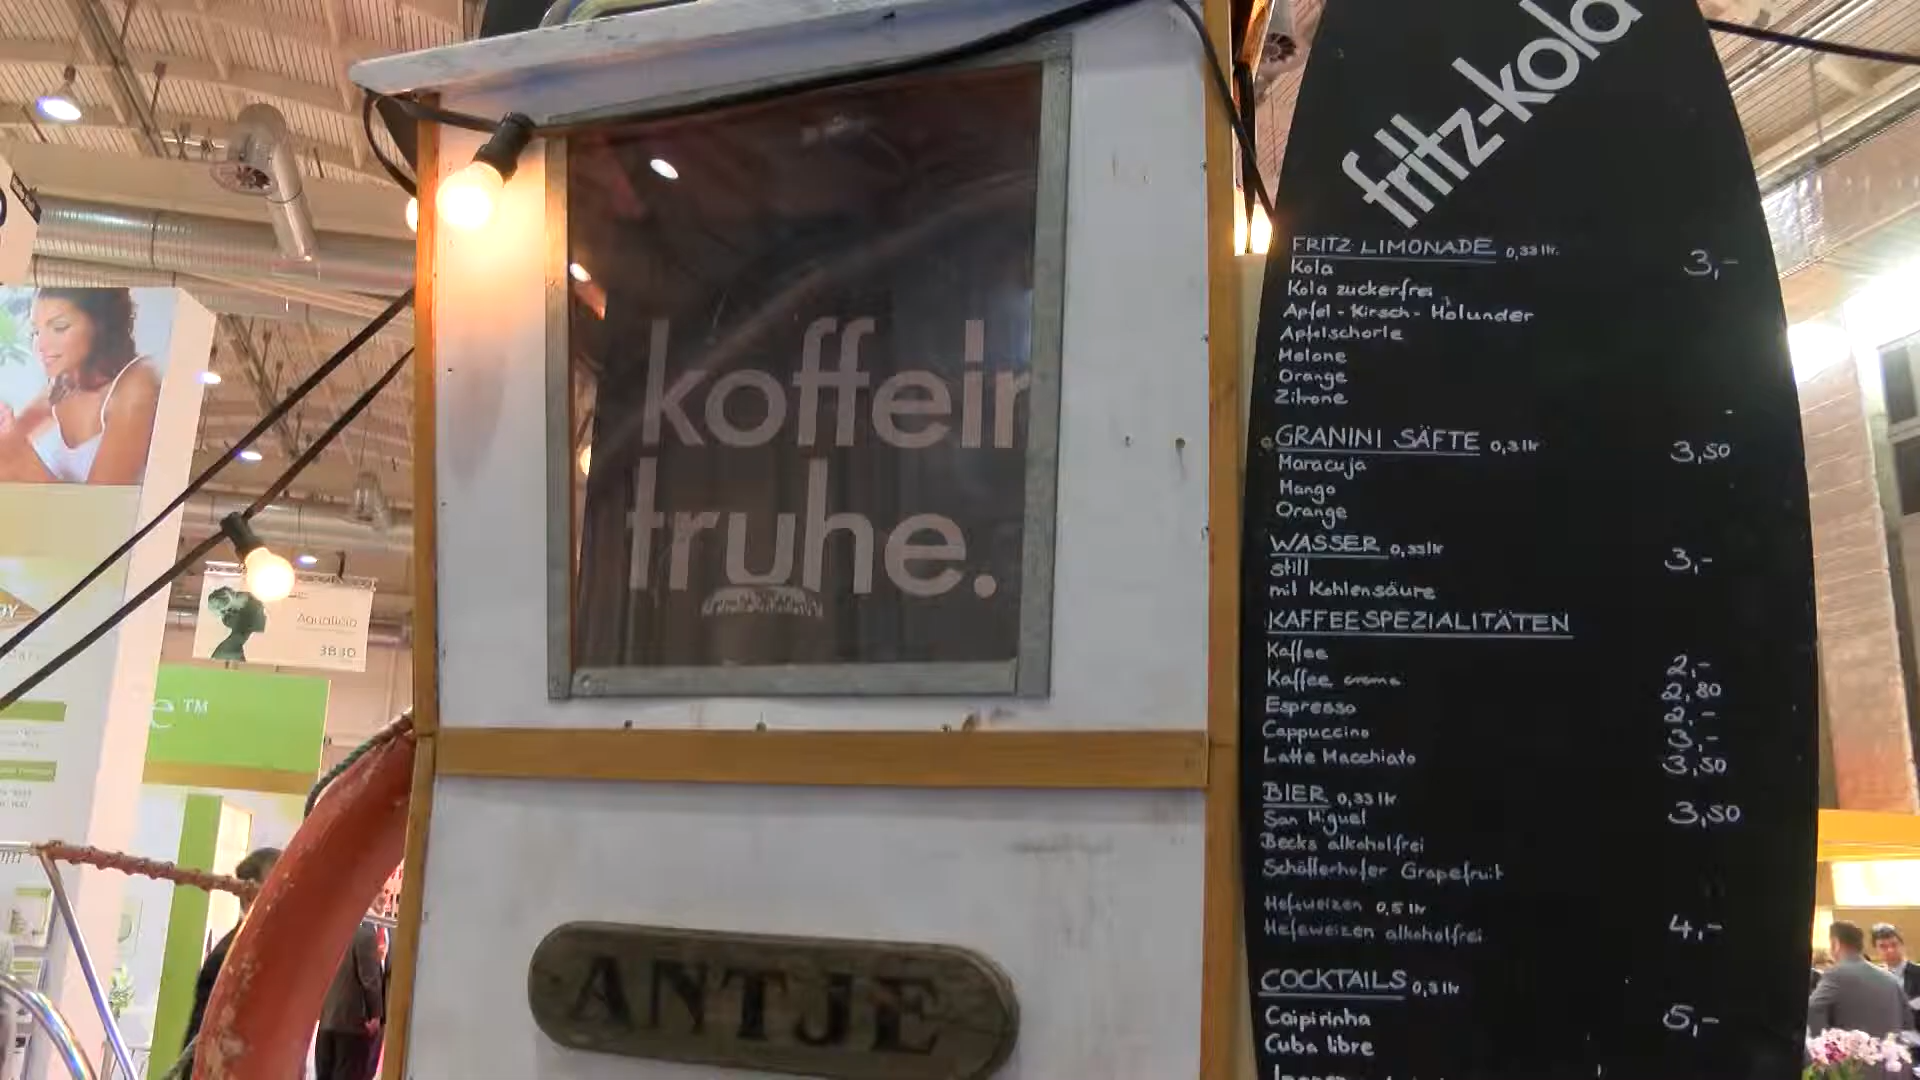 fritz-kola
koffein
truhe.
ANTJE
FRITZ LIMONADE 0,33 ltr. 3,-
Kola
Kola zuckerfrei
Apfel - Kirsch - Holunder
Apfelschorle
Melone
Orange
Zitrone
GRANINI SÄFTE 0,3 ltr 3,50
Maracuja
Mango
Orange
WASSER 0,33 ltr 3,-
still
mit Kohlensäure
KAFFEESPEZIALITÄTEN
Kaffee 2,-
Kaffee crema 2,80
Espresso 2,-
Cappuccino 3,-
Latte Macchiato 3,50
BIER 0,33 ltr 3,50
San Miguel
Becks alkoholfrei
Schöfferhofer Grapefruit
Hefeweizen 0,5 ltr 4,-
Hefeweizen alkoholfrei
COCKTAILS 0,3 ltr
Caipirinha 5,-
Cuba libre
Aqualicia
3830
e™